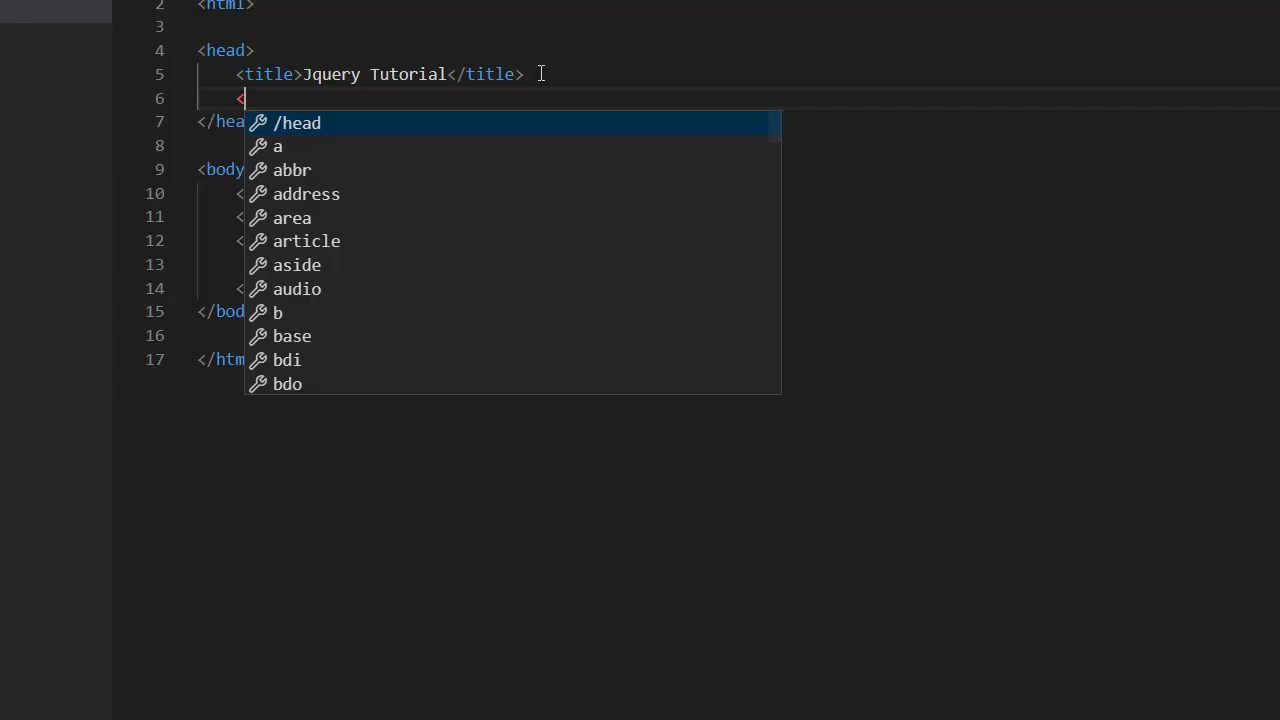 2 <html>
3
4 <head>
5 <title>Jquery Tutorial</title>
6 <
7 </hea
/head
8
a
9 <body
abbr
10 <
address
11 <
area
12 <
article
13
aside
14 <
audio
15 </bod
b
16
base
17 </htm
bdi
bdo